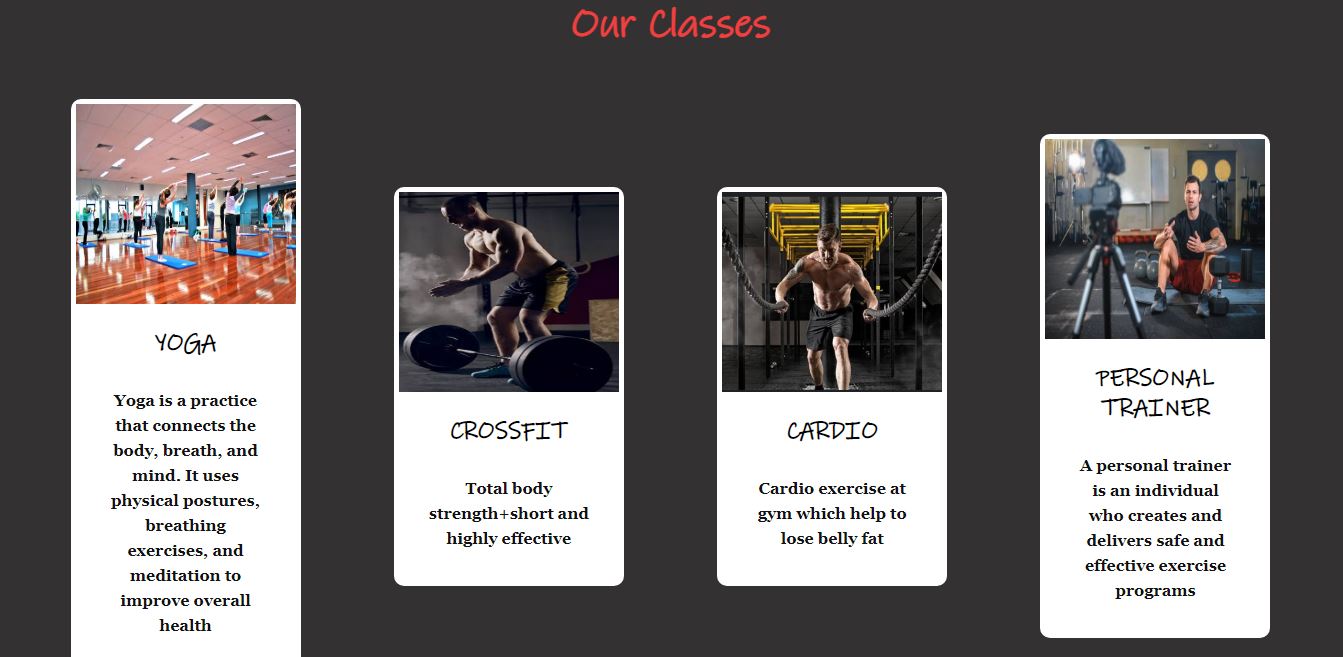 Our Classes
YOGA
Yoga is a practice
that connects the
body, breath, and
mind. It uses
physical postures,
breathing
exercises, and
meditation to
improve overall
health
CROSSFIT
Total body
strength+short and
highly effective
CARDIO
Cardio exercise at
gym which help to
lose belly fat
PERSONAL
TRAINER
A personal trainer
is an individual
who creates and
delivers safe and
effective exercise
programs